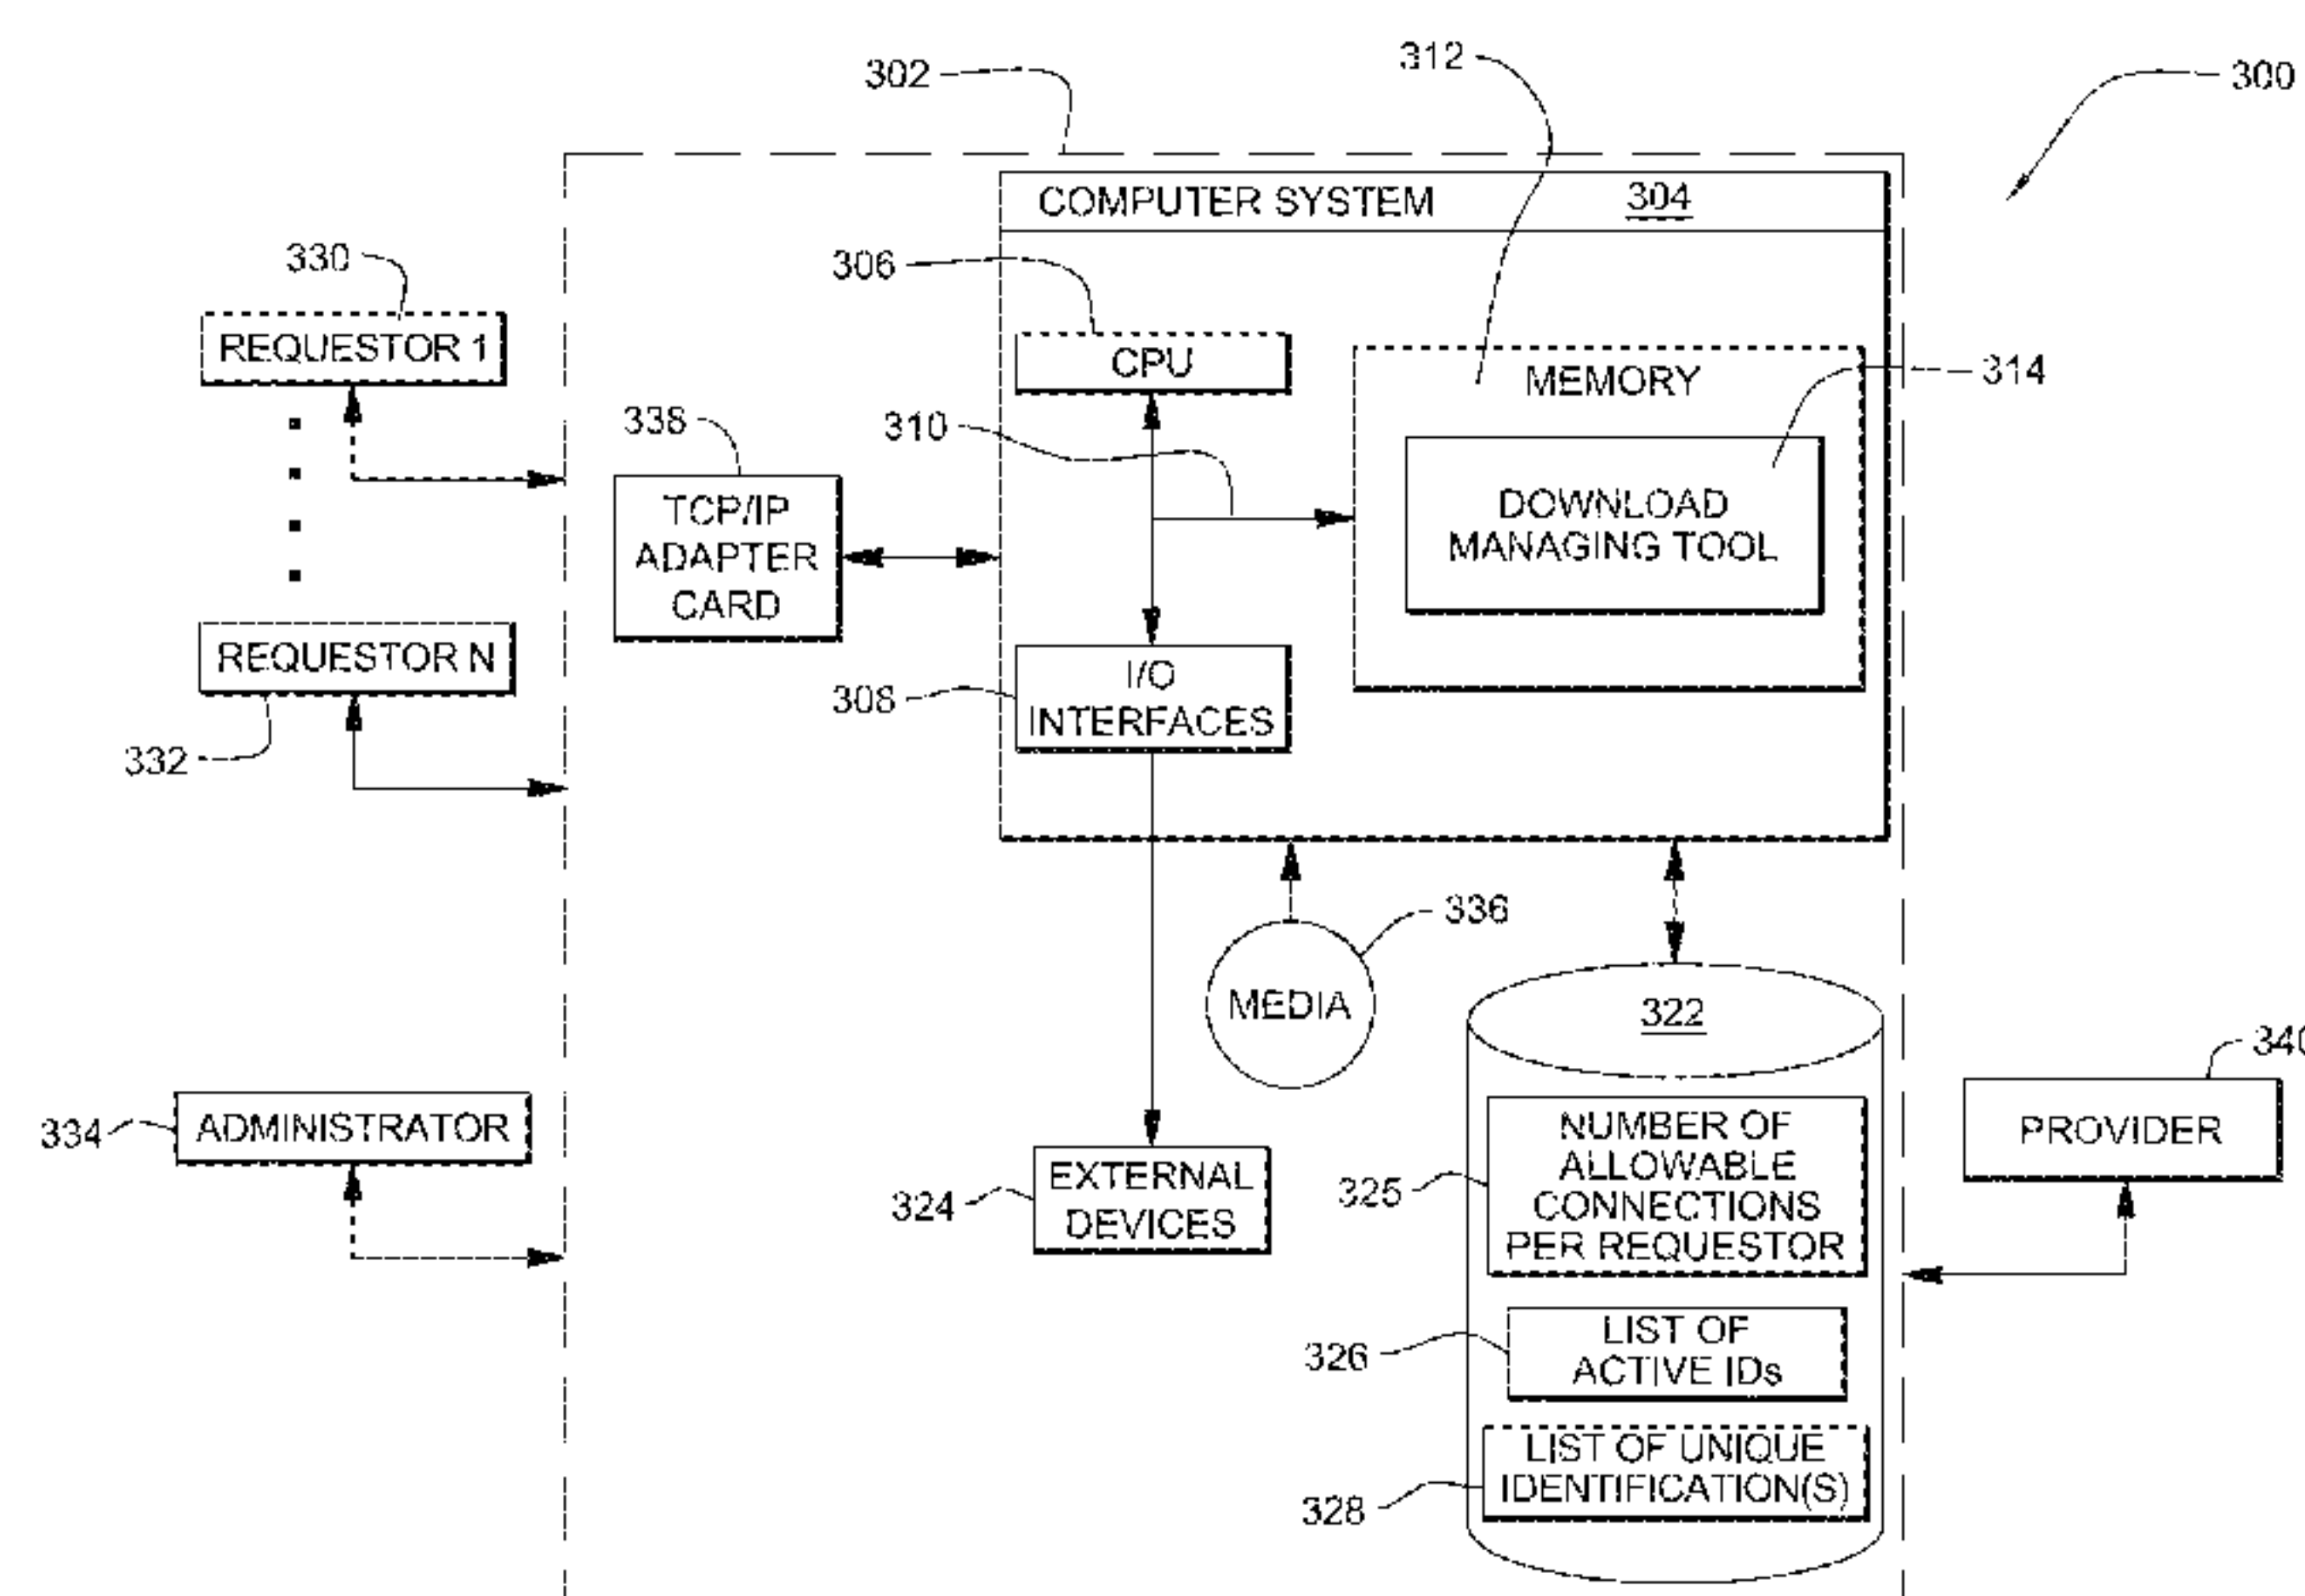 302
312
300
COMPUTER SYSTEM 304
330
306
REQUESTOR 1
CPU
MEMORY
314
338
310
TCP/IP
ADAPTER
CARD
DOWNLOAD
MANAGING TOOL
REQUESTOR N
332
308
I/O
INTERFACES
336
MEDIA
322
340
334
ADMINISTRATOR
PROVIDER
324
EXTERNAL
DEVICES
325
NUMBER OF
ALLOWABLE
CONNECTIONS
PER REQUESTOR
326
LIST OF
ACTIVE IDs
328
LIST OF UNIQUE
IDENTIFICATION(S)